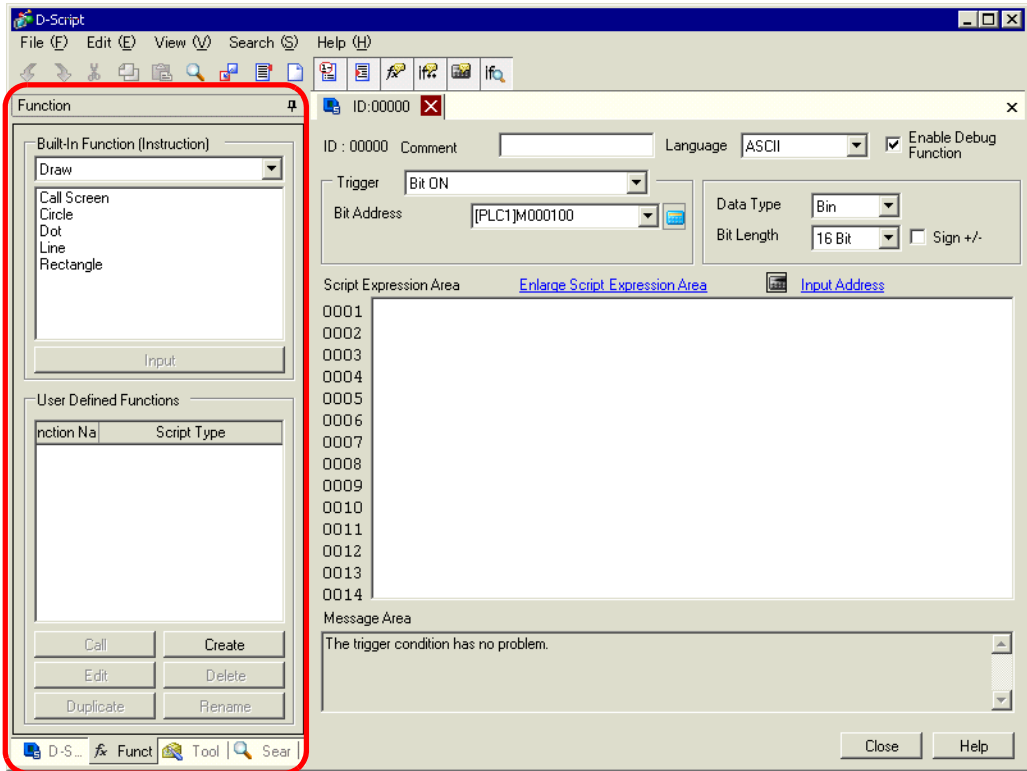 D-Script
File (F) Edit (E) View (V) Search (S) Help (H)
Function
Built-In Function (Instruction)
Draw
Call Screen
Circle
Dot
Line
Rectangle
Input
User Defined Functions
nction Na Script Type
Call Create
Edit Delete
Duplicate Rename
D-S... fx Funct Tool Sear
ID:00000
ID : 00000 Comment Language ASCII Enable Debug
Function
Trigger Bit ON
Bit Address [PLC1]M000100
Data Type Bin
Bit Length 16 Bit Sign +/-
Script Expression Area Enlarge Script Expression Area Input Address
0001
0002
0003
0004
0005
0006
0007
0008
0009
0010
0011
0012
0013
0014
Message Area
The trigger condition has no problem.
Close Help